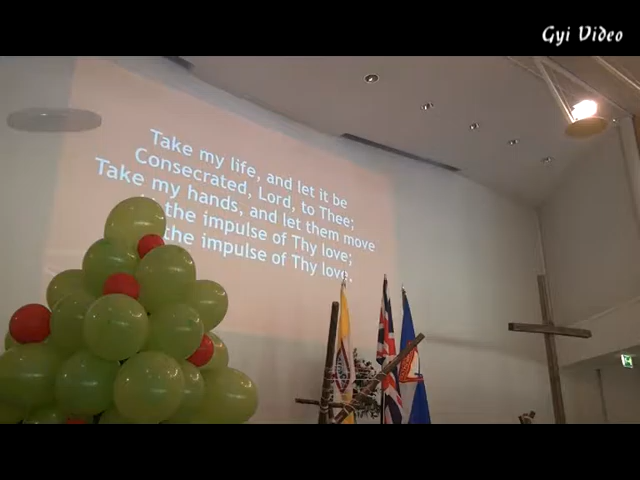 Gyi Video
Take my life, and let it be
Consecrated, Lord, to Thee;
Take my hands, and let them move
the impulse of Thy love;
the impulse of Thy love.